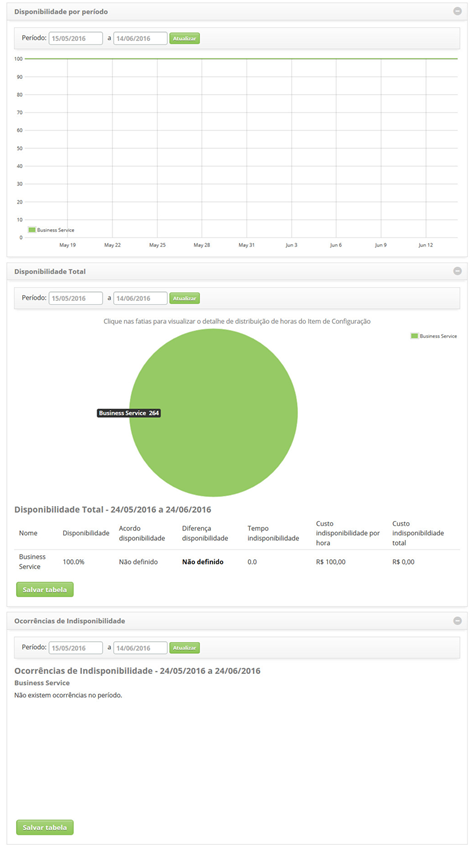 Disponibilidade por período
Período: 15/05/2016 a 14/06/2016 Atualizar
100
90
80
70
60
50
40
30
20
10
0
Business Service
May 19 May 22 May 25 May 28 May 31 Jun 3 Jun 6 Jun 9 Jun 12
Disponibilidade Total
Período: 15/05/2016 a 14/06/2016 Atualizar
Clique nas fatias para visualizar o detalhe de distribuição de horas do Item de Configuração
Business Service
Business Service 264
Disponibilidade Total - 24/05/2016 a 24/06/2016
Nome Disponibilidade Acordo disponibilidade Diferença disponibilidade Tempo indisponibilidade Custo indisponibilidade por hora Custo indisponibilidade total
Business Service 100.0% Não definido Não definido 0.0 R$ 100,00 R$ 0,00
Salvar tabela
Ocorrências de Indisponibilidade
Período: 15/05/2016 a 14/06/2016 Atualizar
Ocorrências de Indisponibilidade - 24/05/2016 a 24/06/2016
Business Service
Não existem ocorrências no período.
Salvar tabela